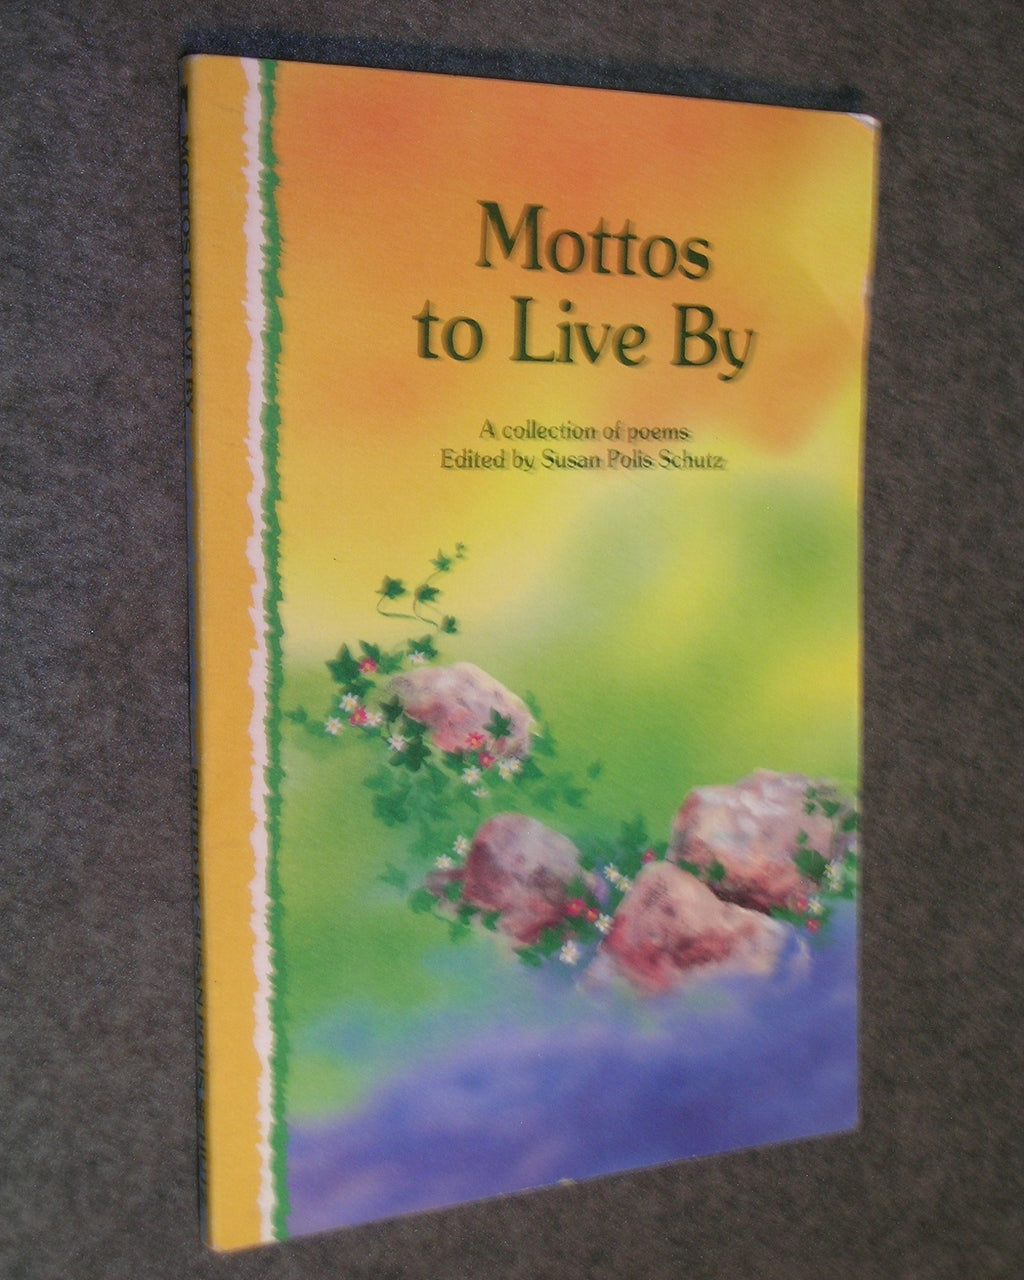 Mottos
to Live By
A collection of poems
Edited by Susan Polis Schutz